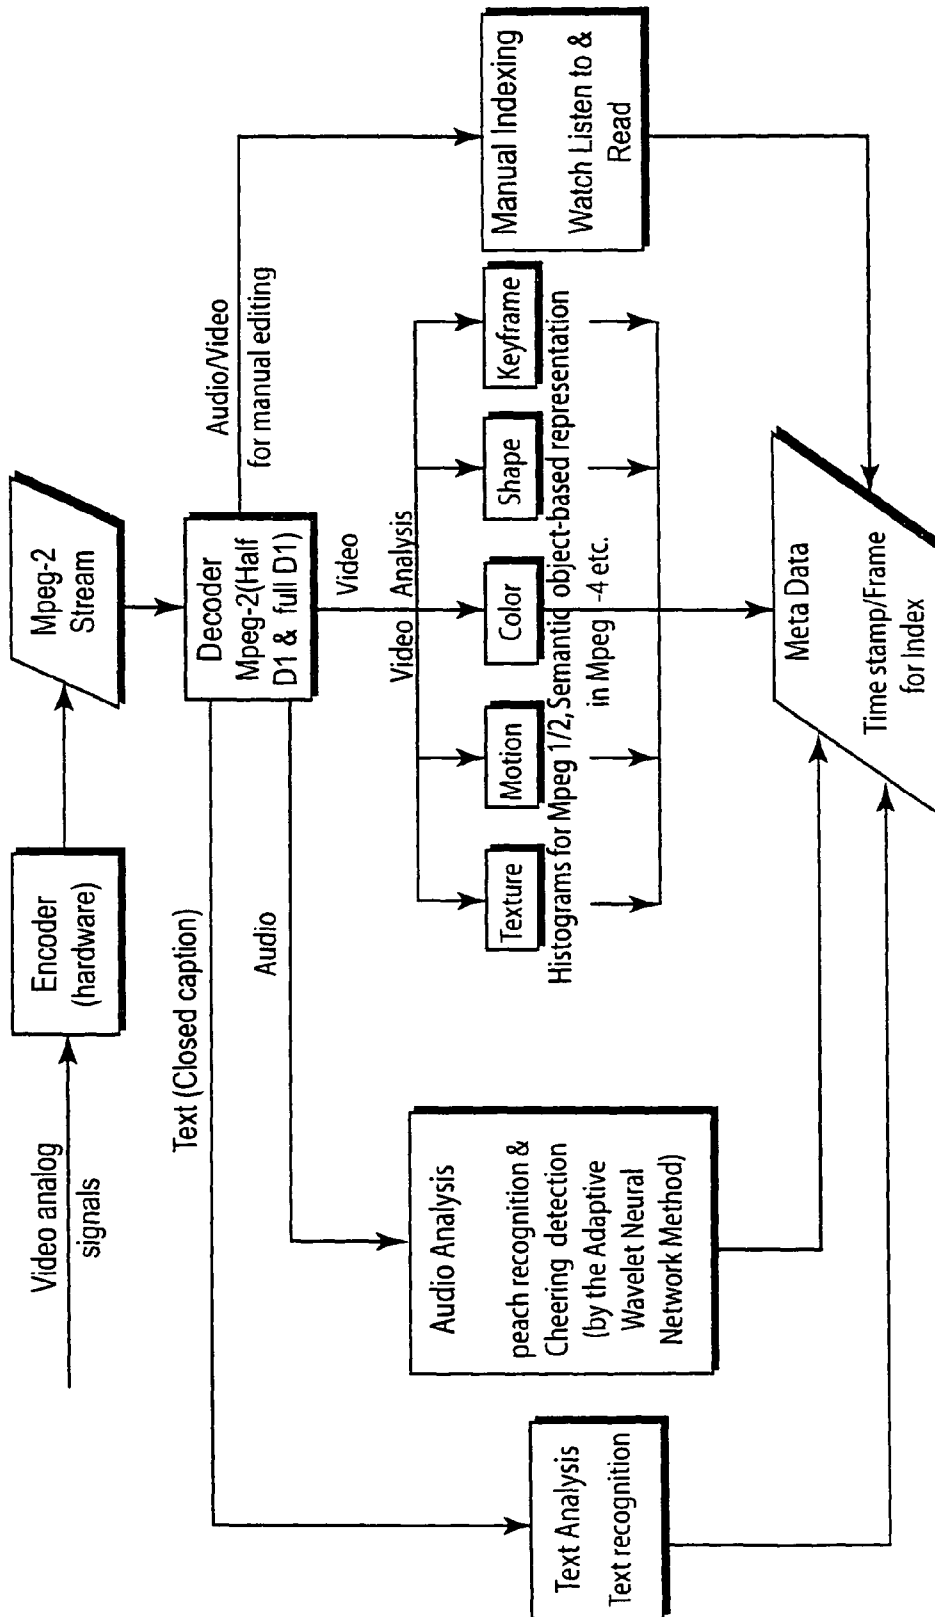 Video analog
signals
Encoder
(hardware)
Mpeg-2
Stream
Decoder
Mpeg-2(Half
D1 & full D1)
Text (Closed caption)
Audio
Video
Audio/Video
for manual editing
Video Analysis
Texture
Motion
Color
Shape
Keyframe
Histograms for Mpeg 1/2, Semantic object-based representation
in Mpeg -4 etc.
Manual Indexing
Watch Listen to &
Read
Audio Analysis
peach recognition &
Cheering detection
(by the Adaptive
Wavelet Neural
Network Method)
Text Analysis
Text recognition
Meta Data
Time stamp/Frame
for Index